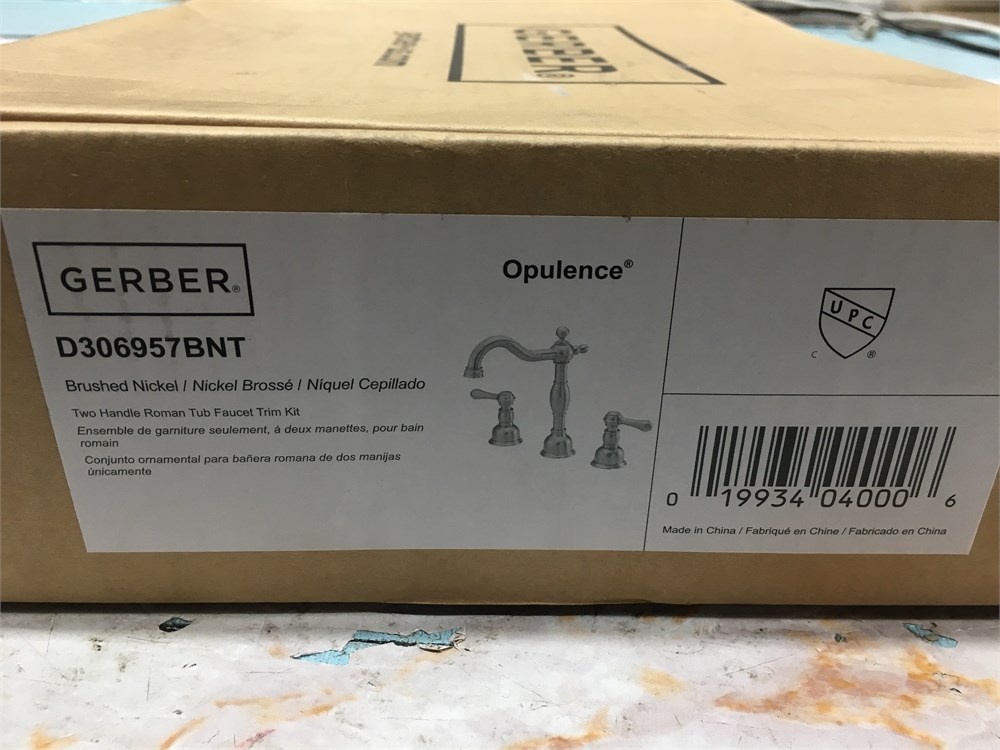 GERBER®
GERBER®
Opulence®
D306957BNT
Brushed Nickel / Nickel Brossé / Níquel Cepillado
Two Handle Roman Tub Faucet Trim Kit
Ensemble de garniture seulement, à deux manettes, pour bain
romain
Conjunto ornamental para bañera romana de dos manijas
únicamente
UPC
C ®
0 19934 04000 6
Made in China / Fabriqué en Chine / Fabricado en China